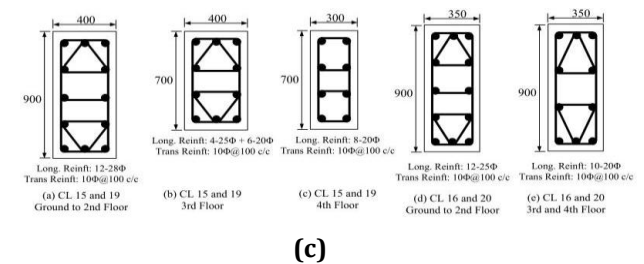 400
400
300
350
350
900
700
700
900
900
Long. Reinft: 12-28Φ
Trans Reinft: 10Φ@100 c/c
(a) CL 15 and 19
Ground to 2nd Floor
Long. Reinft: 4-25Φ + 6-20Φ
Trans Reinft: 10Φ@100 c/c
(b) CL 15 and 19
3rd Floor
Long. Reinft: 8-20Φ
Trans Reinft: 10Φ@100 c/c
(c) CL 15 and 19
4th Floor
Long. Reinft: 12-25Φ
Trans Reinft: 10Φ@100 c/c
(d) CL 16 and 20
Ground to 2nd Floor
Long. Reinft: 10-20Φ
Trans Reinft: 10Φ@100 c/c
(e) CL 16 and 20
3rd and 4th Floor
(c)